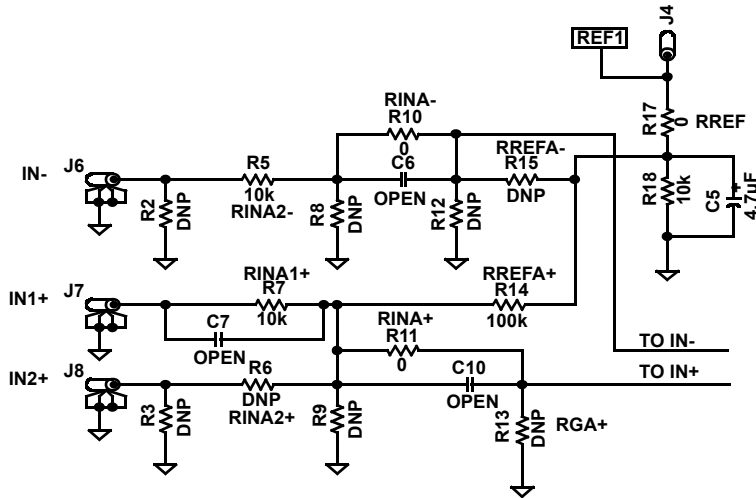 J4
REF1
R17
0
RREF
RINA-
R10
0
RREFA-
R15
DNP
C6
OPEN
IN-
J6
R5
10k
RINA2-
R2
DNP
R8
DNP
R12
DNP
R18
10k
C5
+
4.7µF
IN1+
J7
RINA1+
R7
10k
C7
OPEN
RREFA+
R14
100k
RINA+
R11
0
TO IN-
IN2+
J8
R6
DNP
RINA2+
C10
OPEN
TO IN+
R3
DNP
R9
DNP
R13
DNP
RGA+